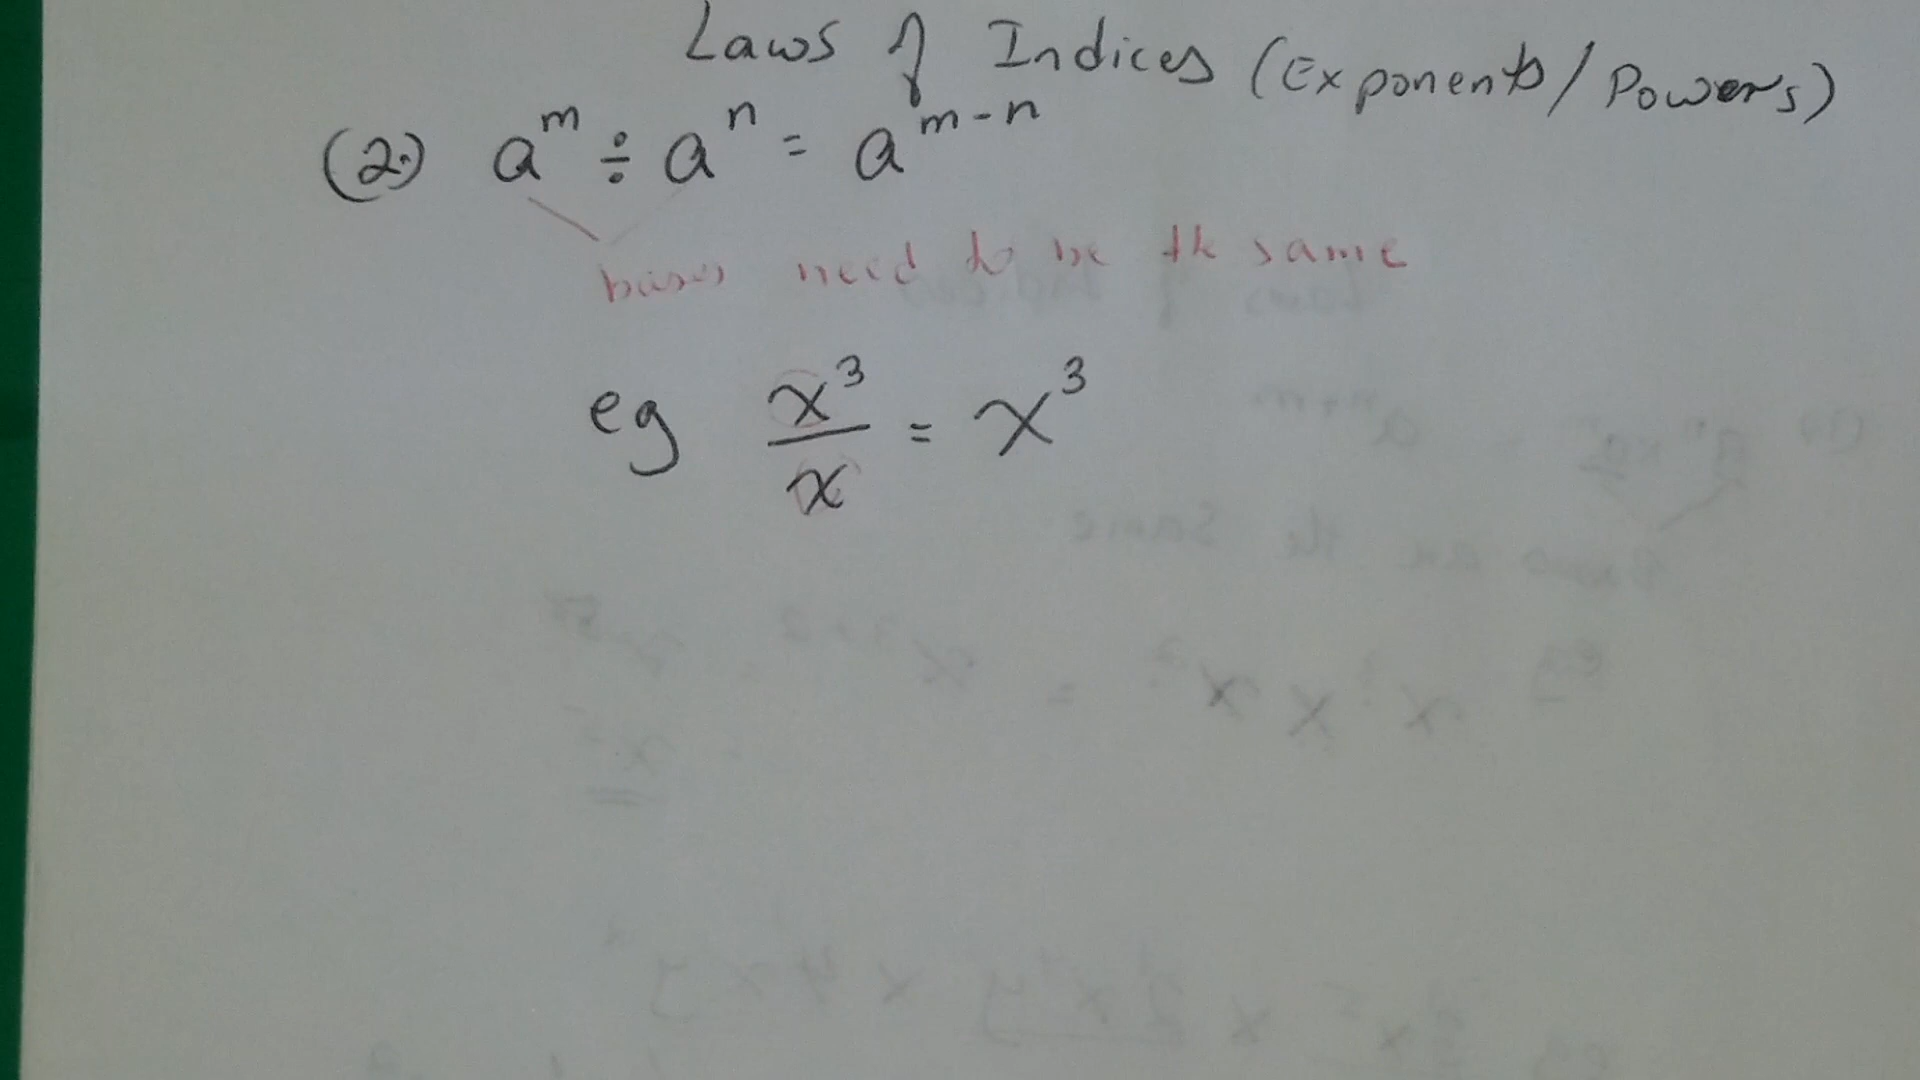 Laws of Indices (Exponents/Powers)
(2.) a^m ÷ a^n = a^{m-n}
bases need to be the same
eg x^3/x = x^3